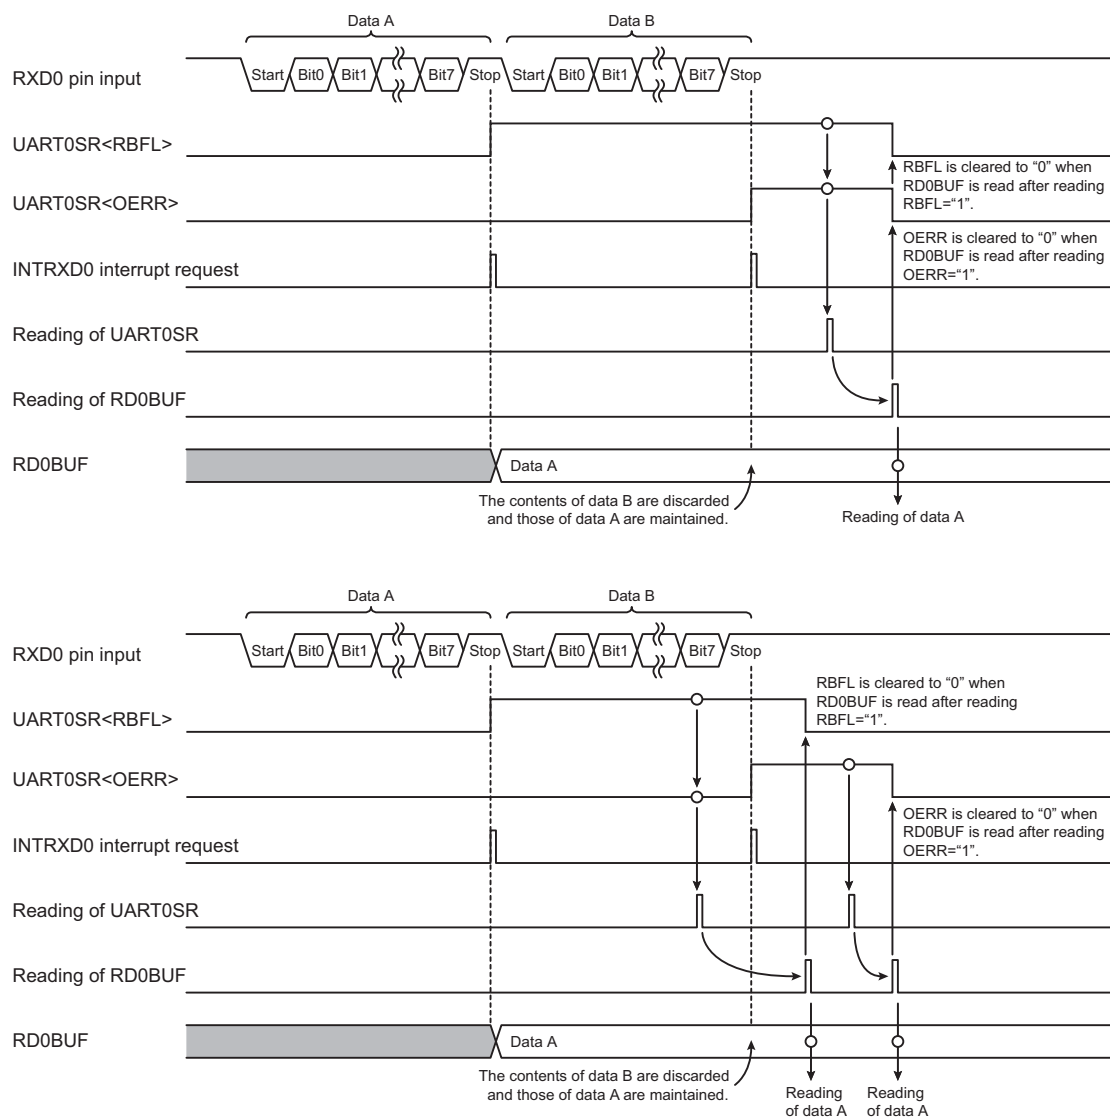 Data A Data B
RXD0 pin input Start Bit0 Bit1 Bit7 Stop Start Bit0 Bit1 Bit7 Stop
UART0SR<RBFL>
RBFL is cleared to “0” when
RD0BUF is read after reading
RBFL=“1”.
UART0SR<OERR>
OERR is cleared to “0” when
RD0BUF is read after reading
OERR=“1”.
INTRXD0 interrupt request
Reading of UART0SR
Reading of RD0BUF
RD0BUF Data A
The contents of data B are discarded
and those of data A are maintained.
Reading of data A
Data A Data B
RXD0 pin input Start Bit0 Bit1 Bit7 Stop Start Bit0 Bit1 Bit7 Stop
RBFL is cleared to “0” when
RD0BUF is read after reading
RBFL=“1”.
UART0SR<RBFL>
UART0SR<OERR>
OERR is cleared to “0” when
RD0BUF is read after reading
OERR=“1”.
INTRXD0 interrupt request
Reading of UART0SR
Reading of RD0BUF
RD0BUF Data A
The contents of data B are discarded
and those of data A are maintained.
Reading
of data A
Reading
of data A